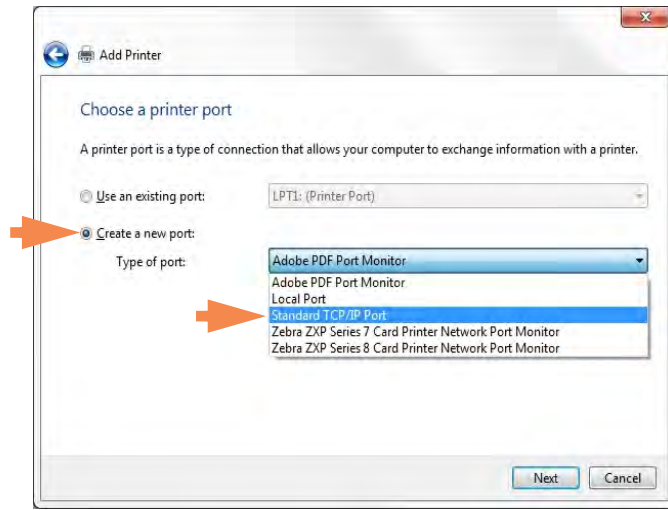 Add Printer
Choose a printer port
A printer port is a type of connection that allows your computer to exchange information with a printer.
Use an existing port: LPT1: (Printer Port)
Create a new port:
Type of port: Adobe PDF Port Monitor
Adobe PDF Port Monitor
Local Port
Standard TCP/IP Port
Zebra ZXP Series 7 Card Printer Network Port Monitor
Zebra ZXP Series 8 Card Printer Network Port Monitor
Next Cancel